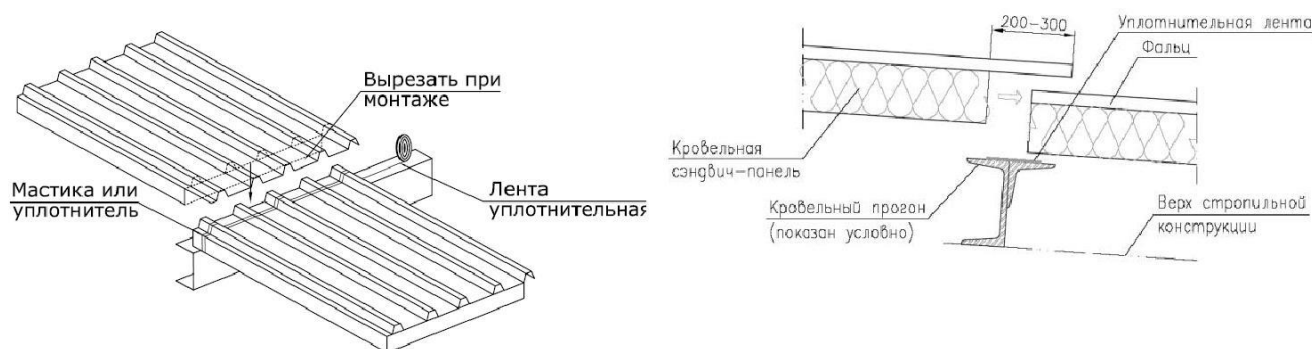 Вырезать при
монтаже
Мастика или
уплотнитель
Лента
уплотнительная
200-300
Уплотнительная лента
Фальц
Кровельная
сэндвич-панель
Кровельный прогон
(показан условно)
Верх стропильной
конструкции